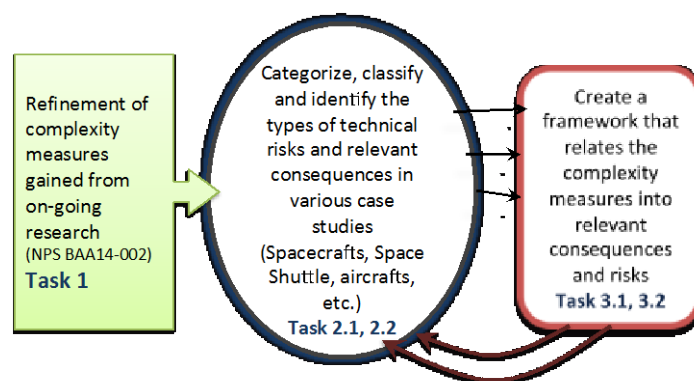 Refinement of
complexity
measures
gained from
on-going
research
(NPS BAA14-002)
Task 1
Categorize, classify
and identify the
types of technical
risks and relevant
consequences in
various case
studies
(Spacecrafts, Space
Shuttle, aircrafts,
etc.)
Task 2.1, 2.2
Create a
framework that
relates the
complexity
measures into
relevant
consequences
and risks
Task 3.1, 3.2